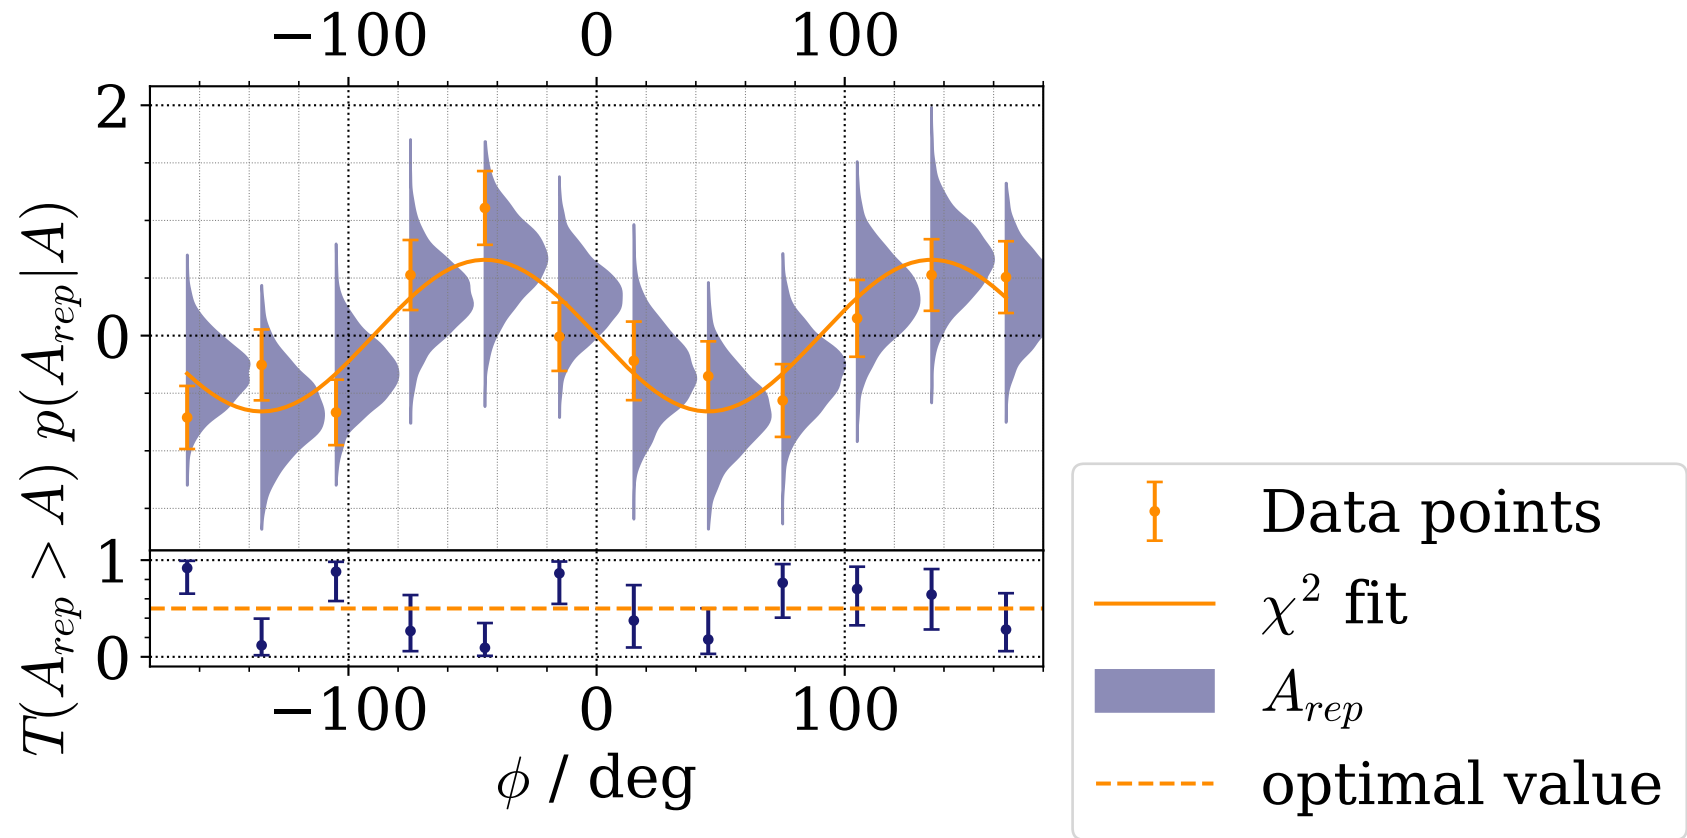 −100 0 100
2
0
p(A_rep|A)
1
0
T(A_rep > A)
−100 0 100
ϕ / deg
Data points
χ² fit
A_rep
optimal value